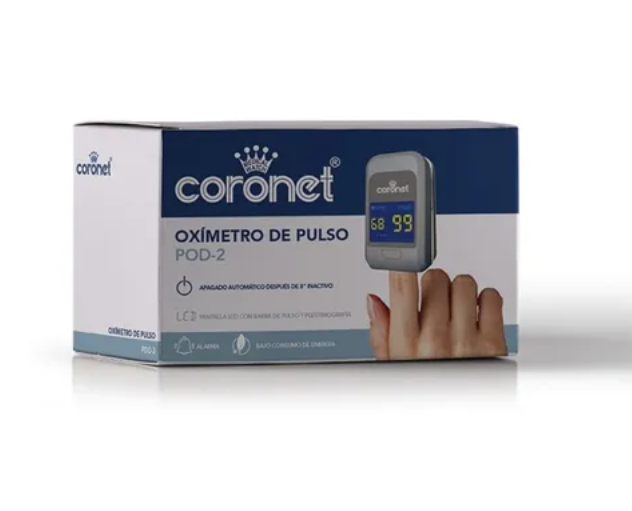 coronet
OXÍMETRO DE PULSO
POD-2
coronet®
OXÍMETRO DE PULSO
POD-2
APAGADO AUTOMÁTICO DESPUÉS DE 8" INACTIVO
LED PANTALLA LED CON BARRA DE PULSO Y PLETISMOGRAFÍA
ALARMA
BAJO CONSUMO DE ENERGÍA
coronet
68 99